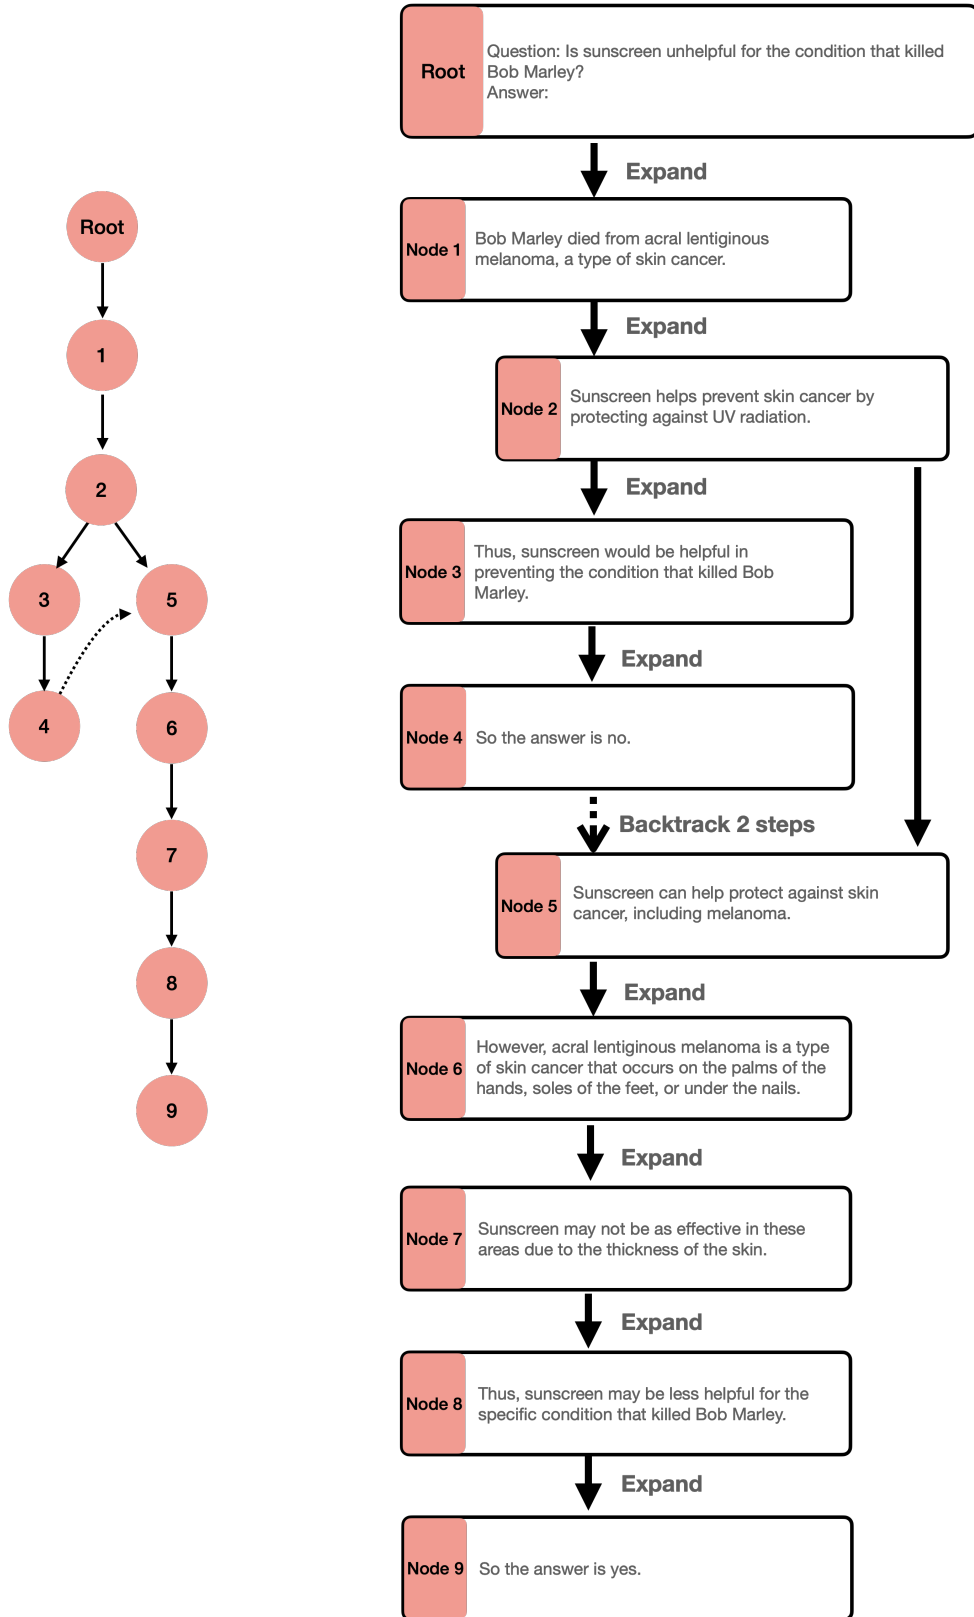 Root
1
2
3
5
4
6
7
8
9
Root
Question: Is sunscreen unhelpful for the condition that killed
Bob Marley?
Answer:
Expand
Node 1
Bob Marley died from acral lentiginous
melanoma, a type of skin cancer.
Expand
Node 2
Sunscreen helps prevent skin cancer by
protecting against UV radiation.
Expand
Node 3
Thus, sunscreen would be helpful in
preventing the condition that killed Bob
Marley.
Expand
Node 4
So the answer is no.
Backtrack 2 steps
Node 5
Sunscreen can help protect against skin
cancer, including melanoma.
Expand
Node 6
However, acral lentiginous melanoma is a type
of skin cancer that occurs on the palms of the
hands, soles of the feet, or under the nails.
Expand
Node 7
Sunscreen may not be as effective in these
areas due to the thickness of the skin.
Expand
Node 8
Thus, sunscreen may be less helpful for the
specific condition that killed Bob Marley.
Expand
Node 9
So the answer is yes.